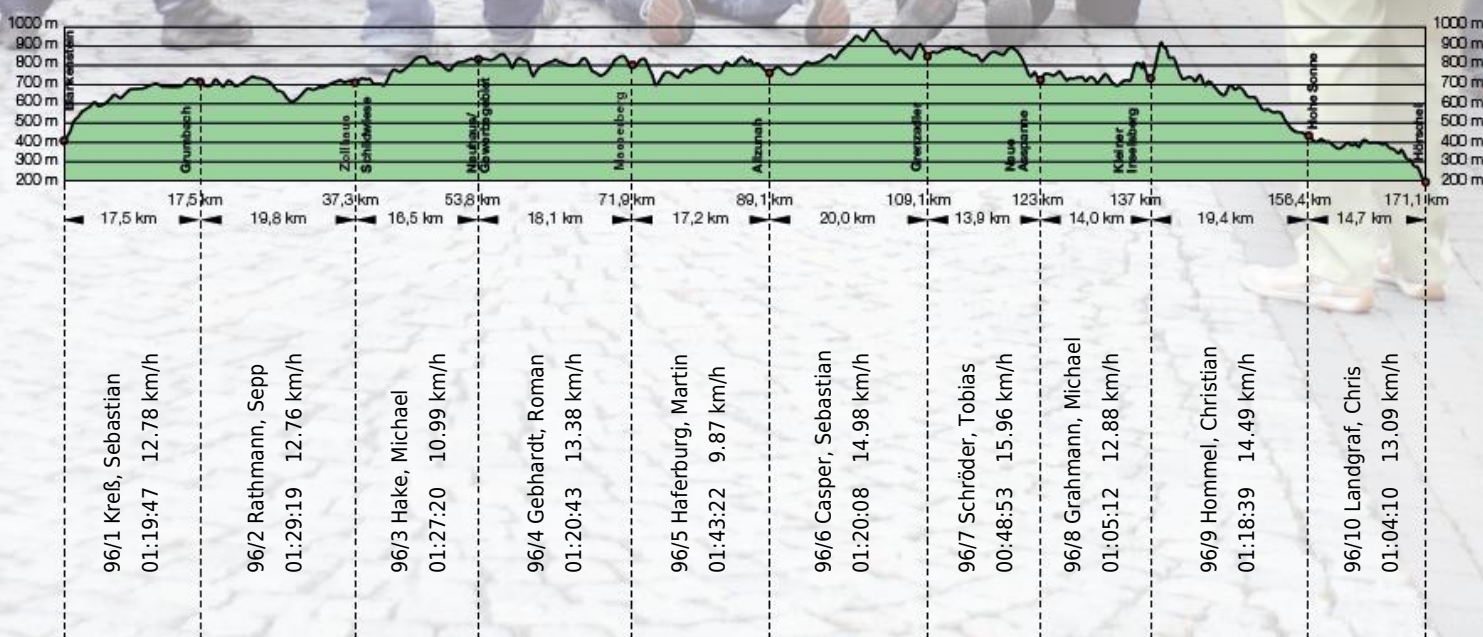 1000 m
900 m
800 m
700 m
600 m
500 m
400 m
300 m
200 m
1000 m
900 m
800 m
700 m
600 m
500 m
400 m
300 m
200 m
Blankenstein
Grumbach
Zollhaus
Schildwiese
Neuhaus/
Masserberg
Allzunah
Grenzadler
Neue
Ausspanne
Kleiner
Inselsberg
Hohe Sonne
Hörschel
17,5 km
37,3 km
53,8 km
71,9 km
89,1 km
109,1 km
123 km
137 km
156,4 km
171,1 km
17,5 km
19,8 km
16,5 km
18,1 km
17,2 km
20,0 km
13,9 km
14,0 km
19,4 km
14,7 km
96/1 Kreß, Sebastian
01:19:47 12.78 km/h
96/2 Rathmann, Sepp
01:29:19 12.76 km/h
96/3 Hake, Michael
01:27:20 10.99 km/h
96/4 Gebhardt, Roman
01:20:43 13.38 km/h
96/5 Haferburg, Martin
01:43:22 9.87 km/h
96/6 Casper, Sebastian
01:20:08 14.98 km/h
96/7 Schröder, Tobias
00:48:53 15.96 km/h
96/8 Grahmann, Michael
01:05:12 12.88 km/h
96/9 Hommel, Christian
01:18:39 14.49 km/h
96/10 Landgraf, Chris
01:04:10 13.09 km/h